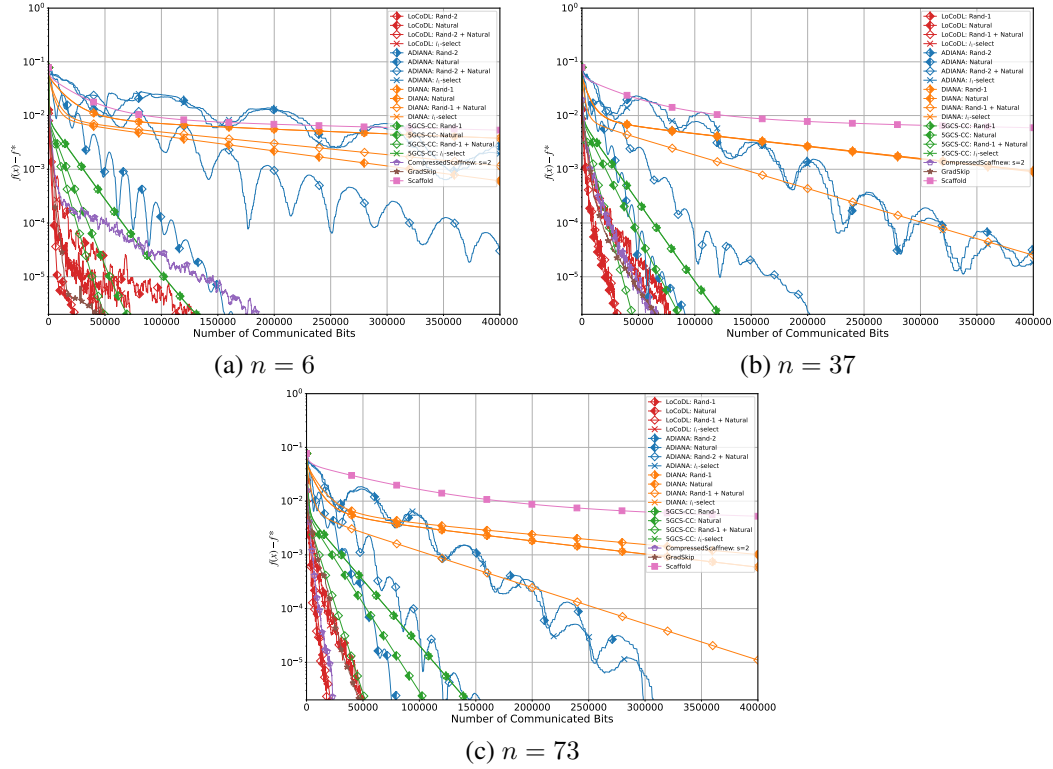 f(x) − f*
10⁰
10⁻¹
10⁻²
10⁻³
10⁻⁴
10⁻⁵
0 50000 100000 150000 200000 250000 300000 350000 400000
Number of Communicated Bits
LoCoDL: Rand-2
LoCoDL: Natural
LoCoDL: Rand-2 + Natural
LoCoDL: l₁-select
ADIANA: Rand-2
ADIANA: Natural
ADIANA: Rand-2 + Natural
ADIANA: l₁-select
DIANA: Rand-1
DIANA: Natural
DIANA: Rand-1 + Natural
DIANA: l₁-select
5GCS-CC: Rand-1
5GCS-CC: Natural
5GCS-CC: Rand-1 + Natural
5GCS-CC: l₁-select
CompressedScaffnew: s=2
GradSkip
Scaffold
(a) n = 6
f(x) − f*
10⁰
10⁻¹
10⁻²
10⁻³
10⁻⁴
10⁻⁵
0 50000 100000 150000 200000 250000 300000 350000 400000
Number of Communicated Bits
LoCoDL: Rand-1
LoCoDL: Natural
LoCoDL: Rand-1 + Natural
LoCoDL: l₁-select
ADIANA: Rand-2
ADIANA: Natural
ADIANA: Rand-2 + Natural
ADIANA: l₁-select
DIANA: Rand-1
DIANA: Natural
DIANA: Rand-1 + Natural
DIANA: l₁-select
5GCS-CC: Rand-1
5GCS-CC: Natural
5GCS-CC: Rand-1 + Natural
5GCS-CC: l₁-select
CompressedScaffnew: s=2
GradSkip
Scaffold
(b) n = 37
f(x) − f*
10⁰
10⁻¹
10⁻²
10⁻³
10⁻⁴
10⁻⁵
0 50000 100000 150000 200000 250000 300000 350000 400000
Number of Communicated Bits
LoCoDL: Rand-1
LoCoDL: Natural
LoCoDL: Rand-1 + Natural
LoCoDL: l₁-select
ADIANA: Rand-2
ADIANA: Natural
ADIANA: Rand-2 + Natural
ADIANA: l₁-select
DIANA: Rand-1
DIANA: Natural
DIANA: Rand-1 + Natural
DIANA: l₁-select
5GCS-CC: Rand-1
5GCS-CC: Natural
5GCS-CC: Rand-1 + Natural
5GCS-CC: l₁-select
CompressedScaffnew: s=2
GradSkip
Scaffold
(c) n = 73